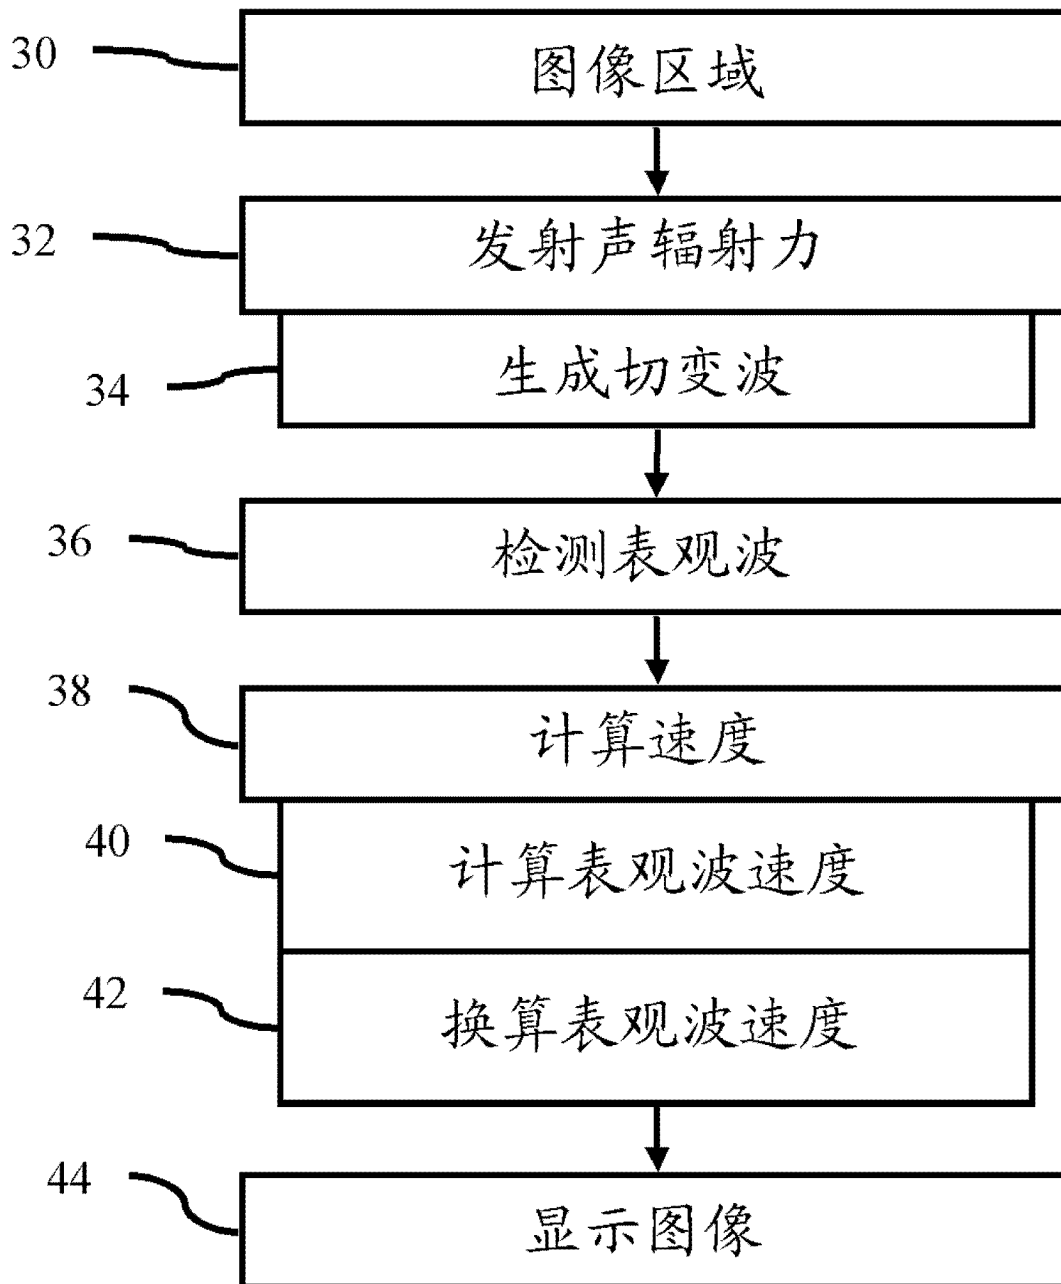 30 图像区域
32 发射声辐射力
34 生成切变波
36 检测表观波
38 计算速度
40 计算表观波速度
42 换算表观波速度
44 显示图像